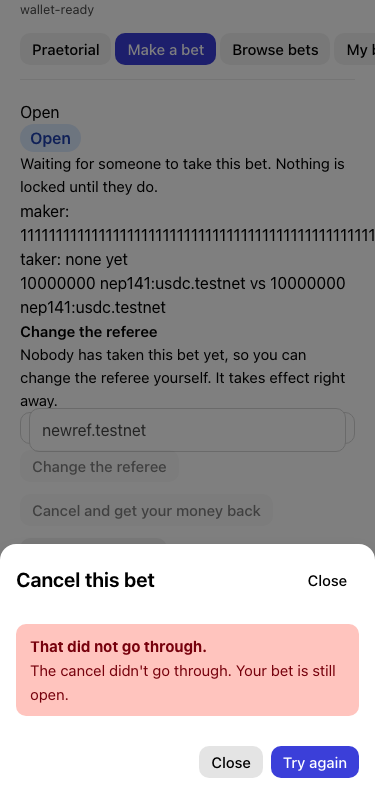 wallet-ready
Praetorial
Make a bet
Browse bets
My b
Open
Open
Waiting for someone to take this bet. Nothing is
locked until they do.
maker:
taker: none yet
10000000 nep141:usdc.testnet vs 10000000
nep141:usdc.testnet
Change the referee
Nobody has taken this bet yet, so you can
change the referee yourself. It takes effect right
away.
newref.testnet
Change the referee
Cancel and get your money back
Cancel this bet
Close
That did not go through.
The cancel didn't go through. Your bet is still
open.
Close
Try again